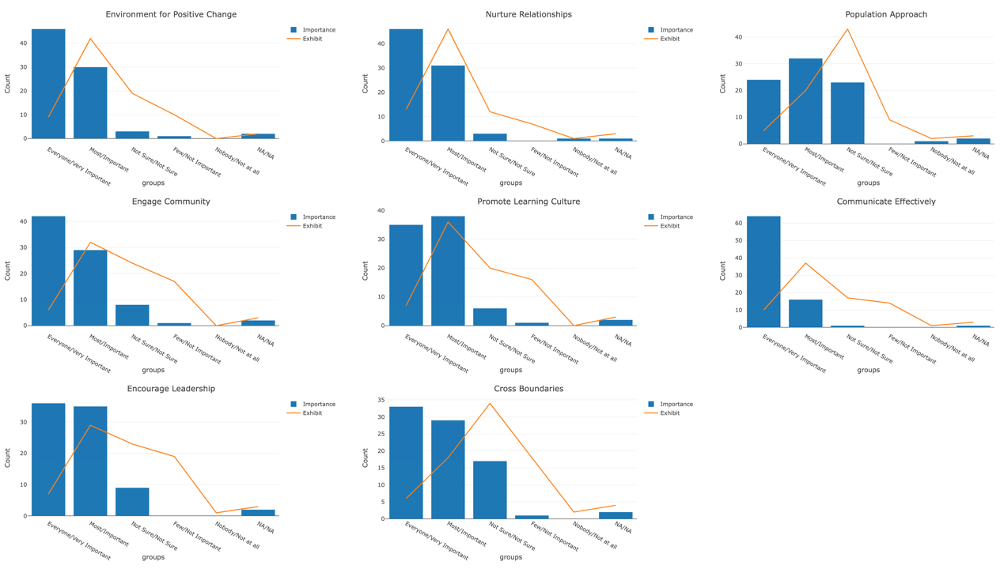 Environment for Positive Change
Importance
Exhibit
40
30
20
10
0
Count
Everyone/Very Important
Most/Important
Not Sure/Not Sure
Few/Not Important
Nobody/Not at all
NA/NA
groups
Nurture Relationships
Importance
Exhibit
40
30
20
10
0
Count
Everyone/Very Important
Most/Important
Not Sure/Not Sure
Few/Not Important
Nobody/Not at all
NA/NA
groups
Population Approach
40
30
20
10
0
Count
Everyone/Very Important
Most/Important
Not Sure/Not Sure
Few/Not Important
Nobody/Not at all
NA/NA
groups
Engage Community
Importance
Exhibit
40
30
20
10
0
Count
Everyone/Very Important
Most/Important
Not Sure/Not Sure
Few/Not Important
Nobody/Not at all
NA/NA
groups
Promote Learning Culture
Importance
Exhibit
40
30
20
10
0
Count
Everyone/Very Important
Most/Important
Not Sure/Not Sure
Few/Not Important
Nobody/Not at all
NA/NA
groups
Communicate Effectively
60
50
40
30
20
10
0
Count
Everyone/Very Important
Most/Important
Not Sure/Not Sure
Few/Not Important
Nobody/Not at all
NA/NA
groups
Encourage Leadership
Importance
Exhibit
30
20
10
0
Count
Everyone/Very Important
Most/Important
Not Sure/Not Sure
Few/Not Important
Nobody/Not at all
NA/NA
groups
Cross Boundaries
Importance
Exhibit
35
30
25
20
15
10
5
0
Count
Everyone/Very Important
Most/Important
Not Sure/Not Sure
Few/Not Important
Nobody/Not at all
NA/NA
groups